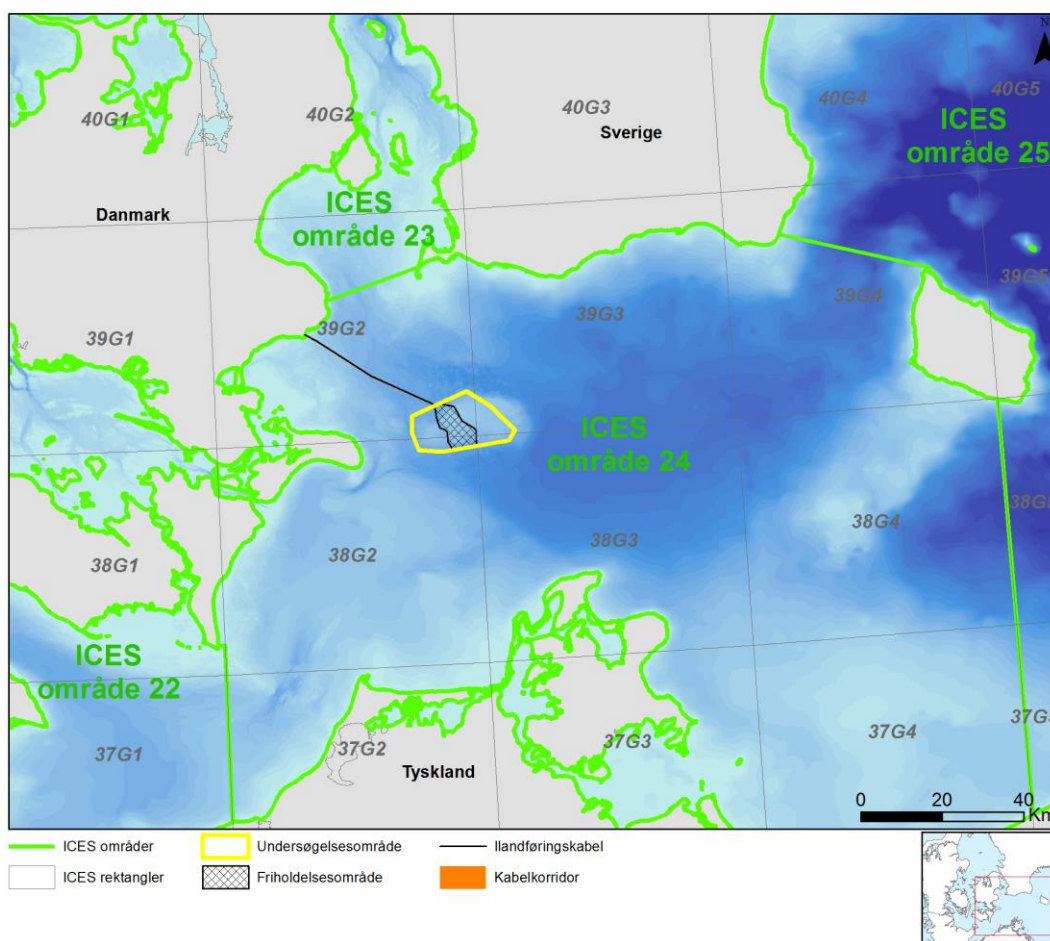 N
40G1
40G2
40G3
40G4
40G5
Sverige
ICES
område 25
Danmark
ICES
område 23
39G1
39G2
39G3
39G4
39G5
ICES
område 24
38G1
38G2
38G3
38G4
ICES
område 22
37G1
37G2
37G3
37G4
Tyskland
0 20 40
Km
ICES områder
Undersøgelsesområde
Ilandføringskabel
ICES rektangler
Friholdelsesområde
Kabelkorridor